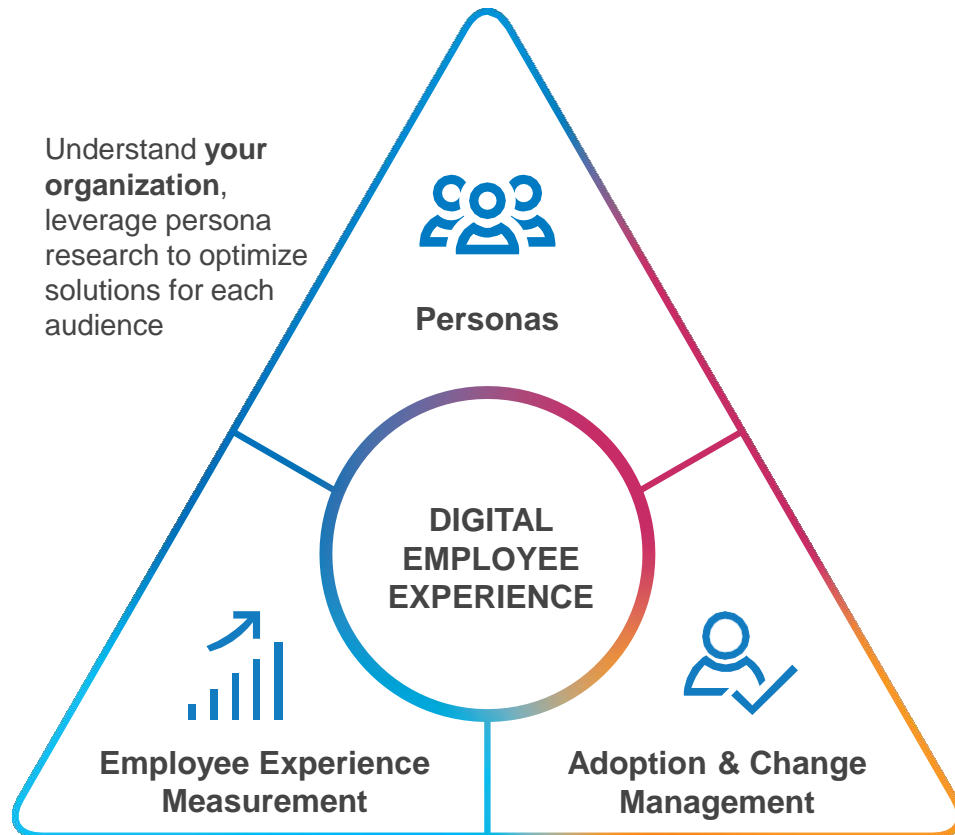 Understand your
organization,
leverage persona
research to optimize
solutions for each
audience
Personas
DIGITAL
EMPLOYEE
EXPERIENCE
Employee Experience
Measurement
Adoption & Change
Management